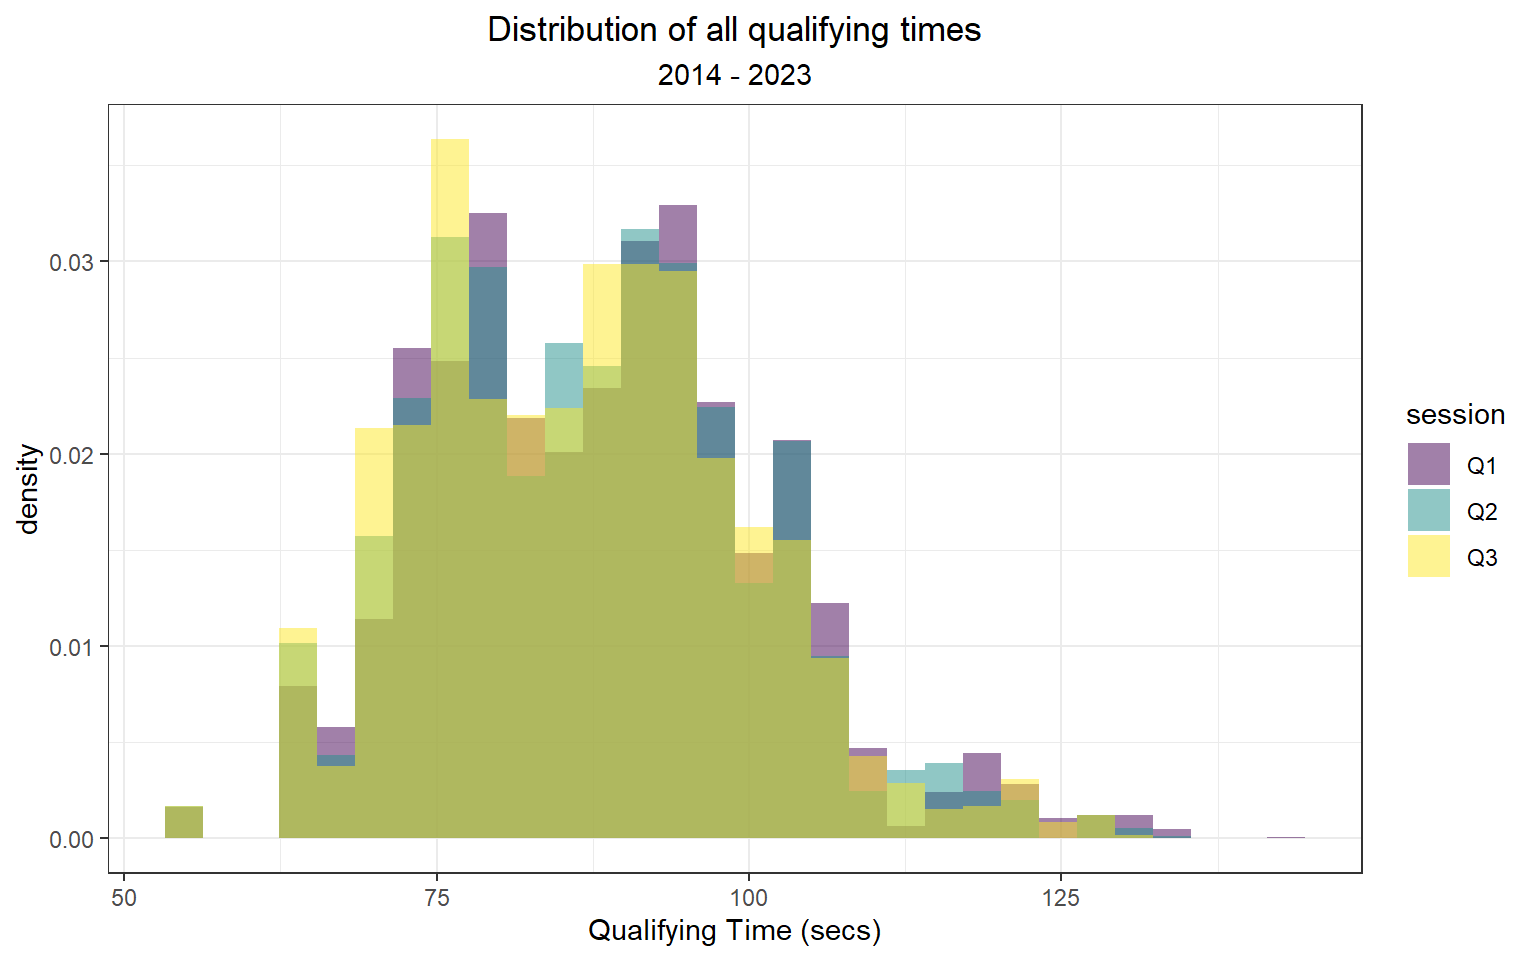 Distribution of all qualifying times
2014 - 2023
density
0.03
0.02
0.01
0.00
50
75
100
125
Qualifying Time (secs)
session
Q1
Q2
Q3